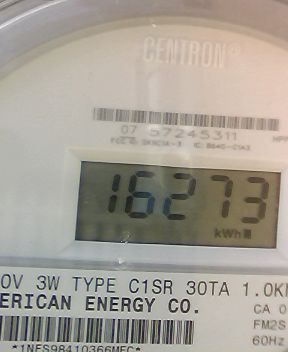 CENTRON®
07 57245311
16273
kWh
0V 3W TYPE C1SR 30TA 1.0K
ERICAN ENERGY CO.
CA 0
FM2S
60Hz
*1NFS98410366MFC*